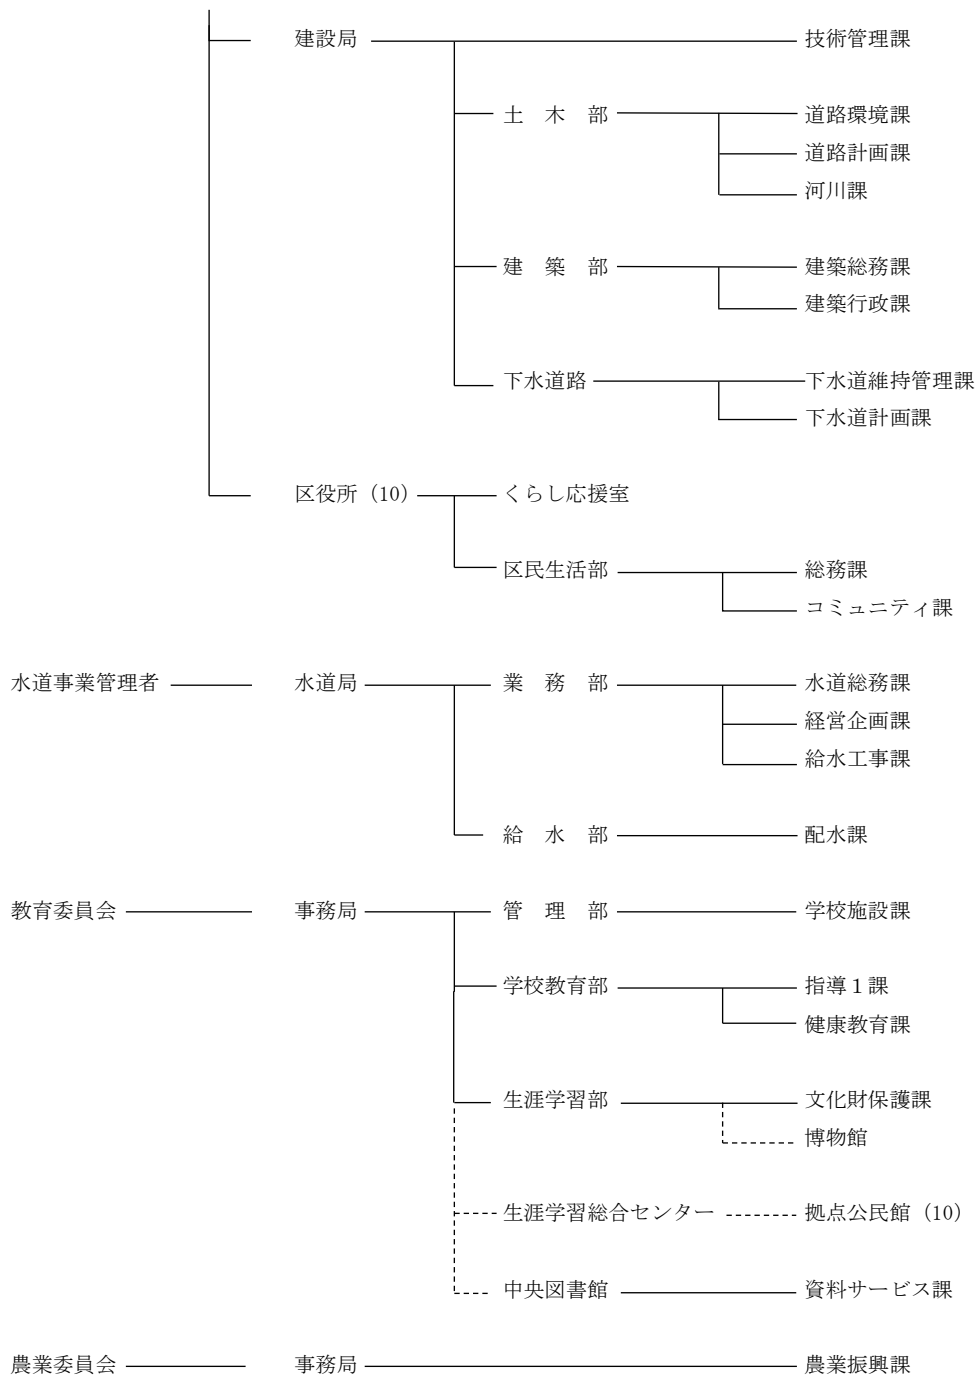 建設局 技術管理課
土 木 部 道路環境課
道路計画課
河川課
建 築 部 建築総務課
建築行政課
下水道路 下水道維持管理課
下水道計画課
区役所（10） くらし応援室
区民生活部 総務課
コミュニティ課
水道事業管理者 水道局 業 務 部 水道総務課
経営企画課
給水工事課
給 水 部 配水課
教育委員会 事務局 管 理 部 学校施設課
学校教育部 指導１課
健康教育課
生涯学習部 文化財保護課
博物館
生涯学習総合センター 拠点公民館（10）
中央図書館 資料サービス課
農業委員会 事務局 農業振興課